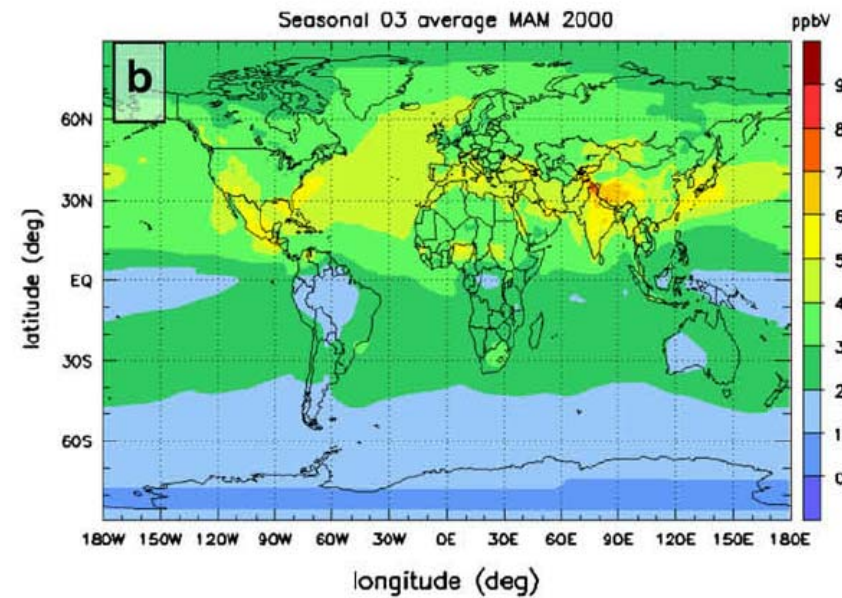 Seasonal O3 average MAM 2000
ppbV
b
9
8
7
6
5
4
3
2
1
0
60N
30N
EQ
30S
60S
latitude (deg)
180W 150W 120W 90W 60W 30W 0E 30E 60E 90E 120E 150E 180E
longitude (deg)